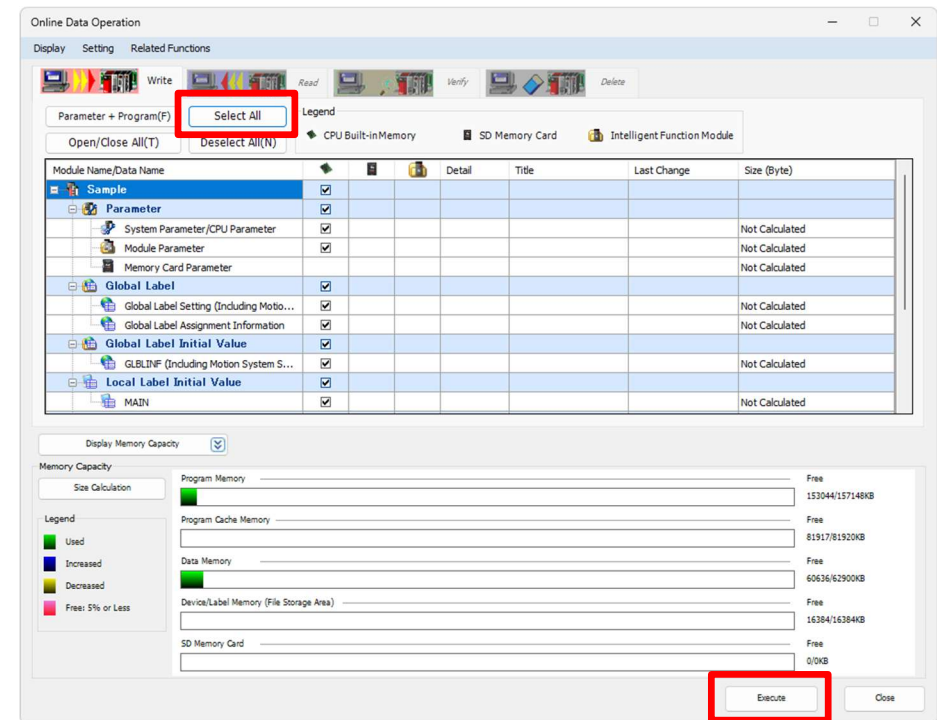 Online Data Operation
Display Setting Related Functions
Write Read Verify Delete
Parameter + Program(F) Select All Legend
Open/Close All(T) Deselect All(N) CPU Built-in Memory SD Memory Card Intelligent Function Module
Module Name/Data Name Detail Title Last Change Size (Byte)
Sample
Parameter
System Parameter/CPU Parameter Not Calculated
Module Parameter Not Calculated
Memory Card Parameter Not Calculated
Global Label
Global Label Setting (Including Motio... Not Calculated
Global Label Assignment Information Not Calculated
Global Label Initial Value
GLBLINF (Including Motion System S... Not Calculated
Local Label Initial Value
MAIN Not Calculated
Display Memory Capacity
Memory Capacity
Size Calculation
Program Memory Free
153044/157148KB
Legend
Program Cache Memory Free
Used
81917/81920KB
Increased
Data Memory Free
Decreased
60636/62900KB
Free: 5% or Less
Device/Label Memory (File Storage Area) Free
16384/16384KB
SD Memory Card Free
0/0KB
Execute Close